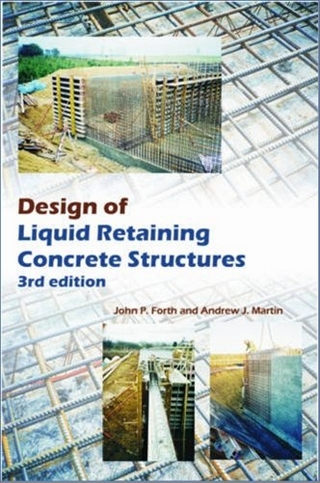 Design of
Liquid Retaining
Concrete Structures
3rd edition
John P. Forth and Andrew J. Martin